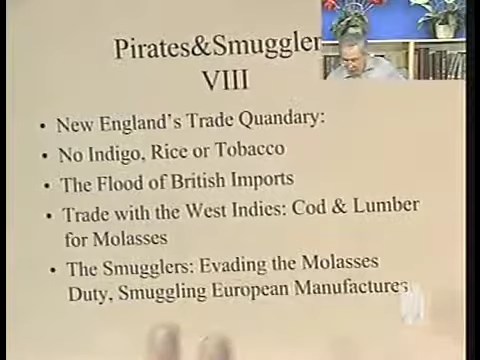 Pirates&Smuggler
VIII
• New England's Trade Quandary:
• No Indigo, Rice or Tobacco
• The Flood of British Imports
• Trade with the West Indies: Cod & Lumber
for Molasses
• The Smugglers: Evading the Molasses
Duty, Smuggling European Manufactures